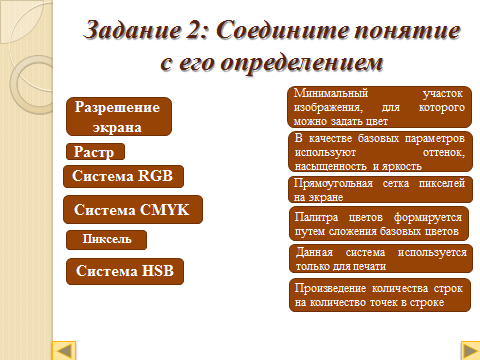 Задание 2: Соедините понятие
с его определением
Разрешение
экрана
Растр
Система RGB
Система CMYK
Пиксель
Система HSB
Минимальный участок
изображения, для которого
можно задать цвет
В качестве базовых параметров
используют оттенок,
насыщенность и яркость
Прямоугольная сетка пикселей
на экране
Палитра цветов формируется
путем сложения базовых цветов
Данная система используется
только для печати
Произведение количества строк
на количество точек в строке